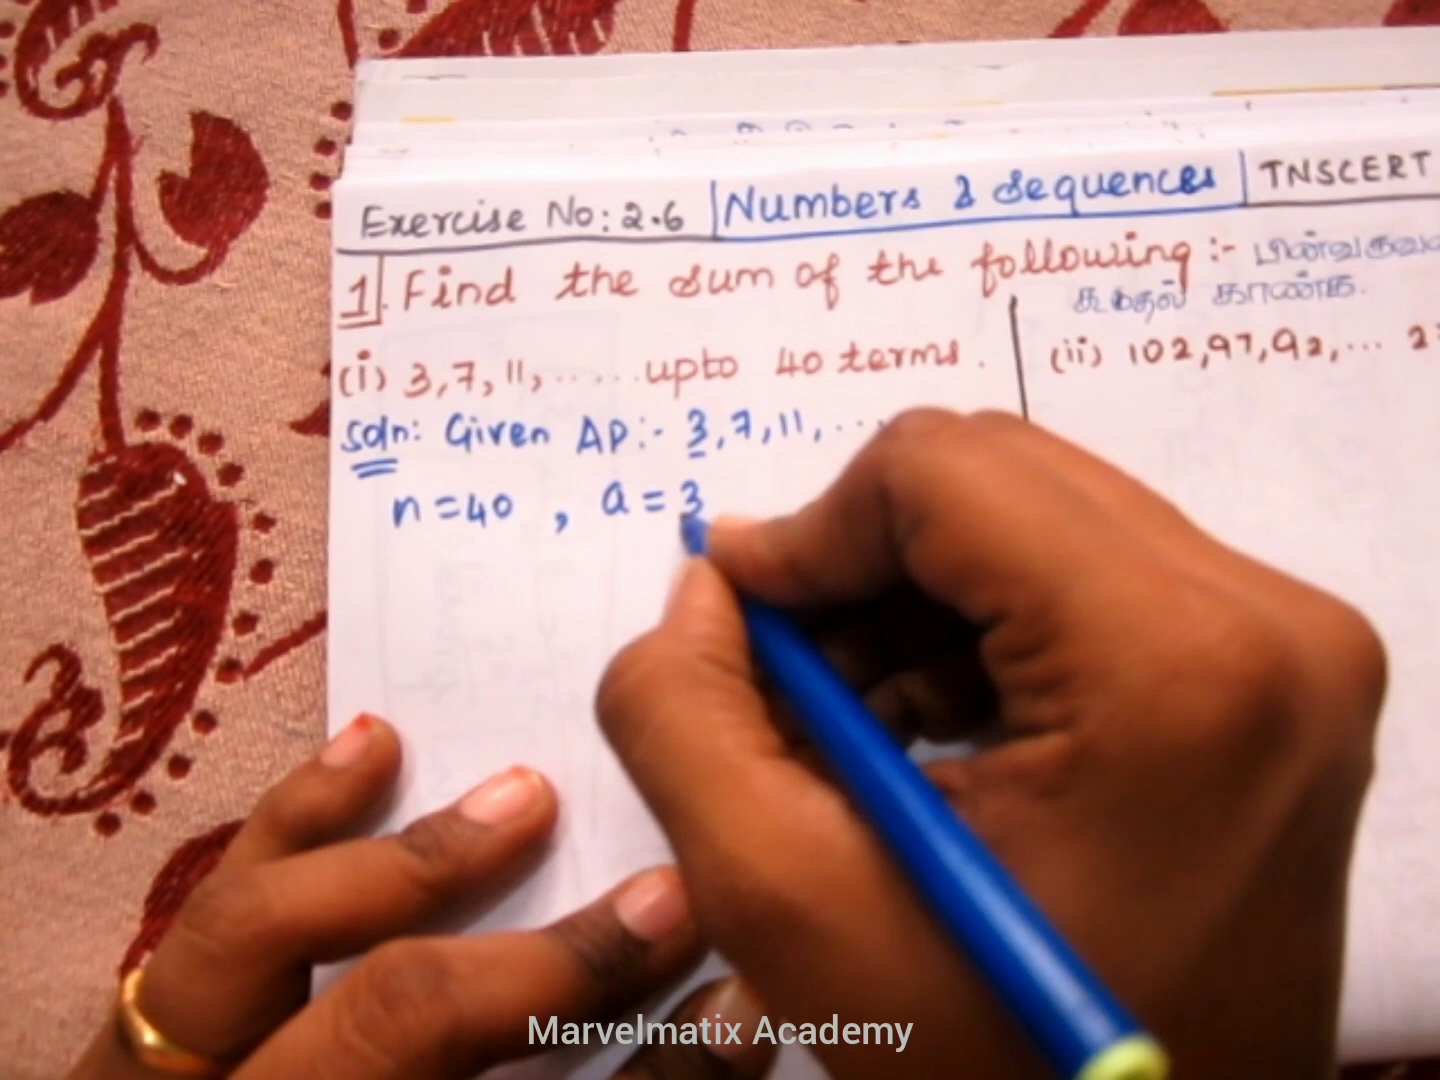 Exercise No: 2.6 Numbers & Sequences TNSCERT
1. Find the sum of the following :-
கூடுதல் காண்க.
(i) 3, 7, 11, ..... upto 40 terms.
(ii) 102, 97, 92, ...
Soln: Given AP :- 3, 7, 11, ...
n = 40 , a = 3
Marvelmatix Academy